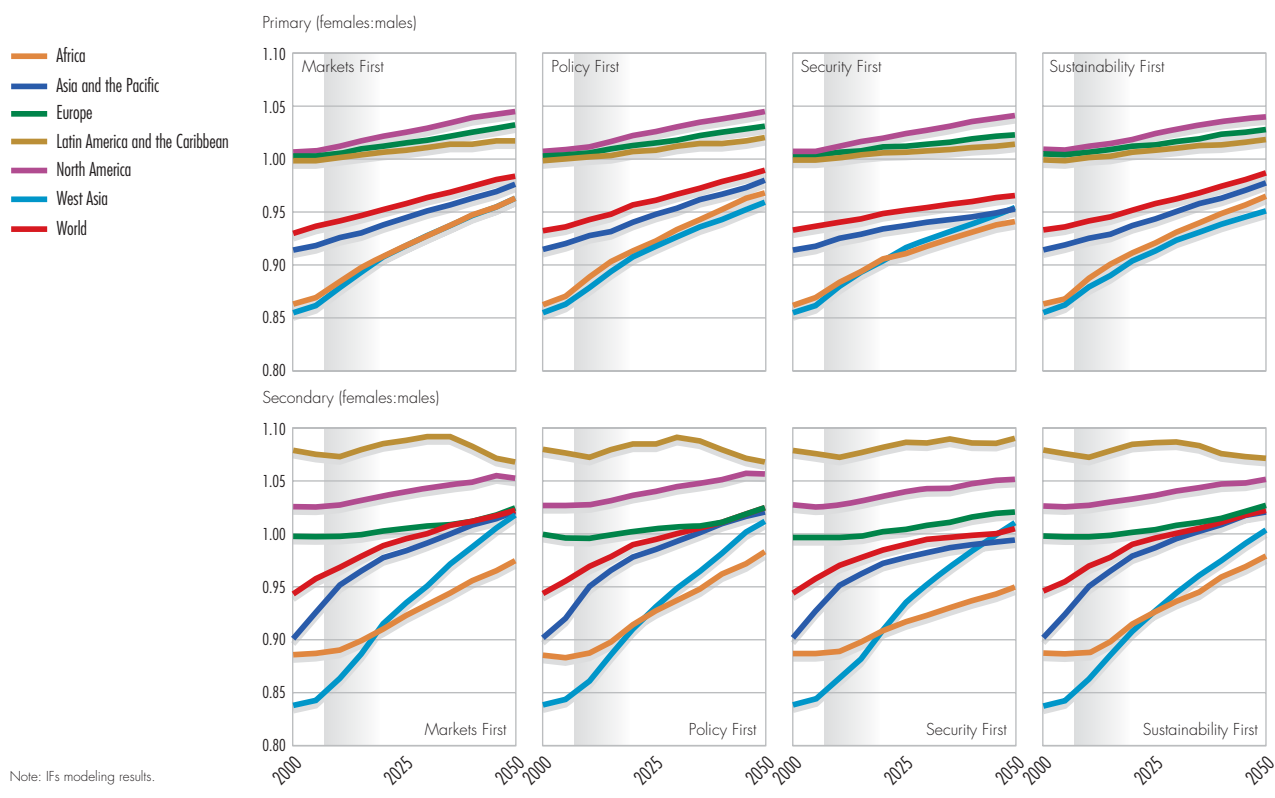 Primary (females:males)
Africa
Asia and the Pacific
Europe
Latin America and the Caribbean
North America
West Asia
World
1.10
1.05
1.00
0.95
0.90
0.85
0.80
Markets First
Policy First
Security First
Sustainability First
Secondary (females:males)
1.10
1.05
1.00
0.95
0.90
0.85
0.80
Markets First
Policy First
Security First
Sustainability First
2000
2025
2050
2000
2025
2050
2000
2025
2050
2000
2025
2050
Note: IFs modeling results.